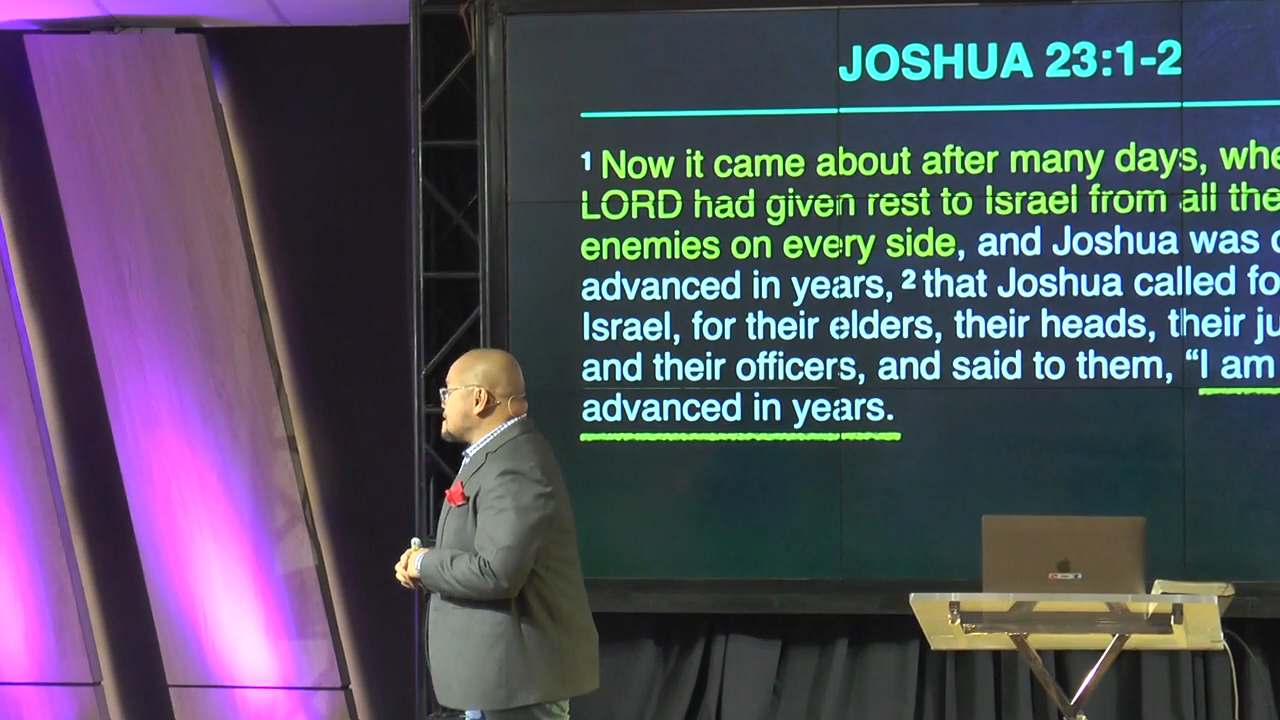 JOSHUA 23:1-2
1 Now it came about after many days, whe
LORD had given rest to Israel from all the
enemies on every side, and Joshua was
advanced in years, 2 that Joshua called fo
Israel, for their elders, their heads, their ju
and their officers, and said to them, “I am
advanced in years.